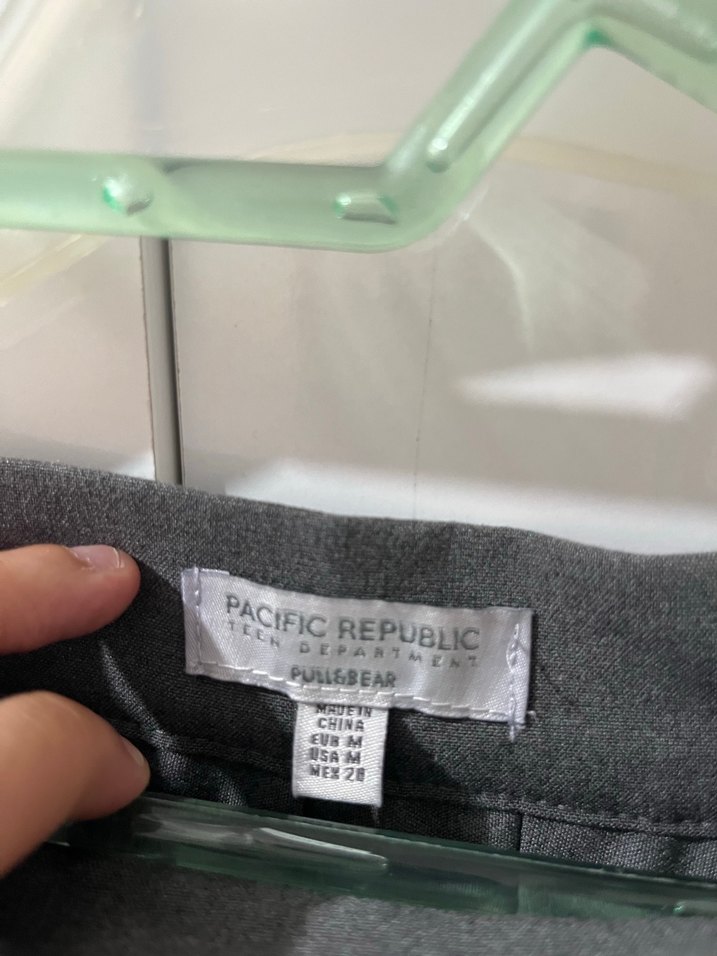 PACIFIC REPUBLIC
TEEN DEPARTMENT
PULL&BEAR
MADE IN
CHINA
EUR M
USA M
MEX 28